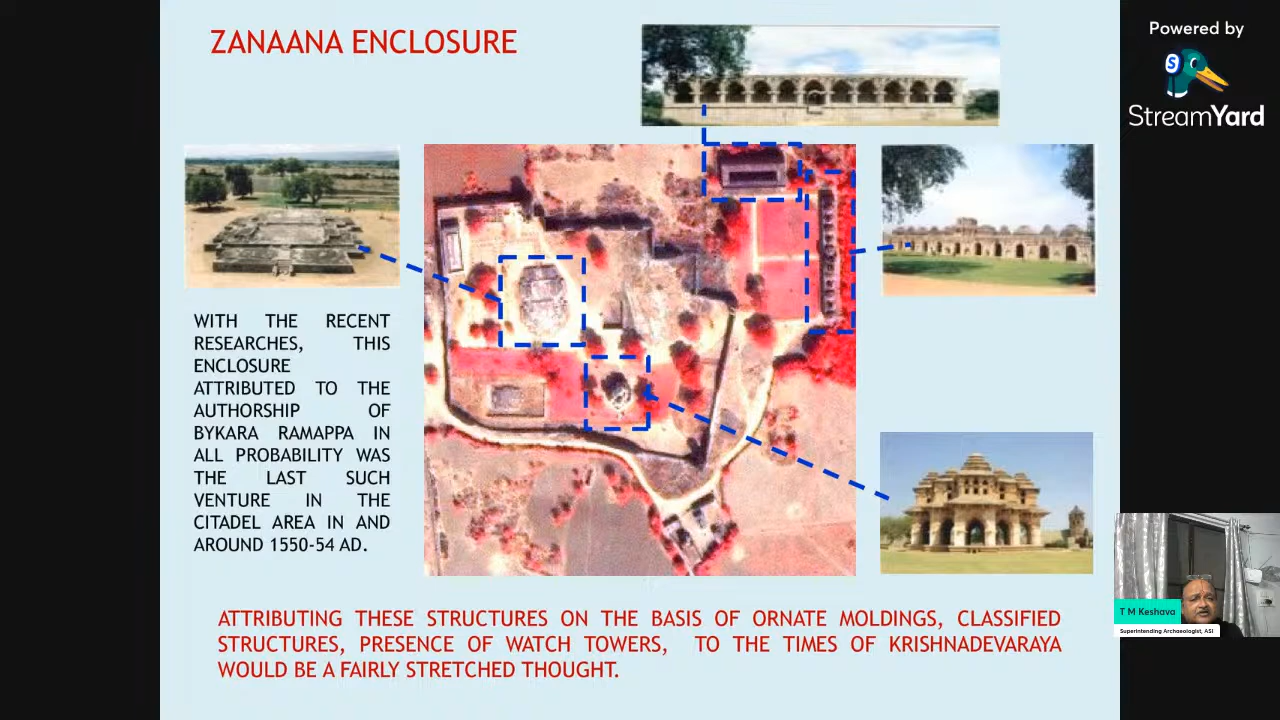 ZANAANA ENCLOSURE
Powered by
S
StreamYard
WITH THE RECENT
RESEARCHES, THIS
ENCLOSURE
ATTRIBUTED TO THE
AUTHORSHIP OF
BYKARA RAMAPPA IN
ALL PROBABILITY WAS
THE LAST SUCH
VENTURE IN THE
CITADEL AREA IN AND
AROUND 1550-54 AD.
ATTRIBUTING THESE STRUCTURES ON THE BASIS OF ORNATE MOLDINGS, CLASSIFIED
STRUCTURES, PRESENCE OF WATCH TOWERS, TO THE TIMES OF KRISHNADEVARAYA
WOULD BE A FAIRLY STRETCHED THOUGHT.
T M Keshava
Superintending Archaeologist, ASI